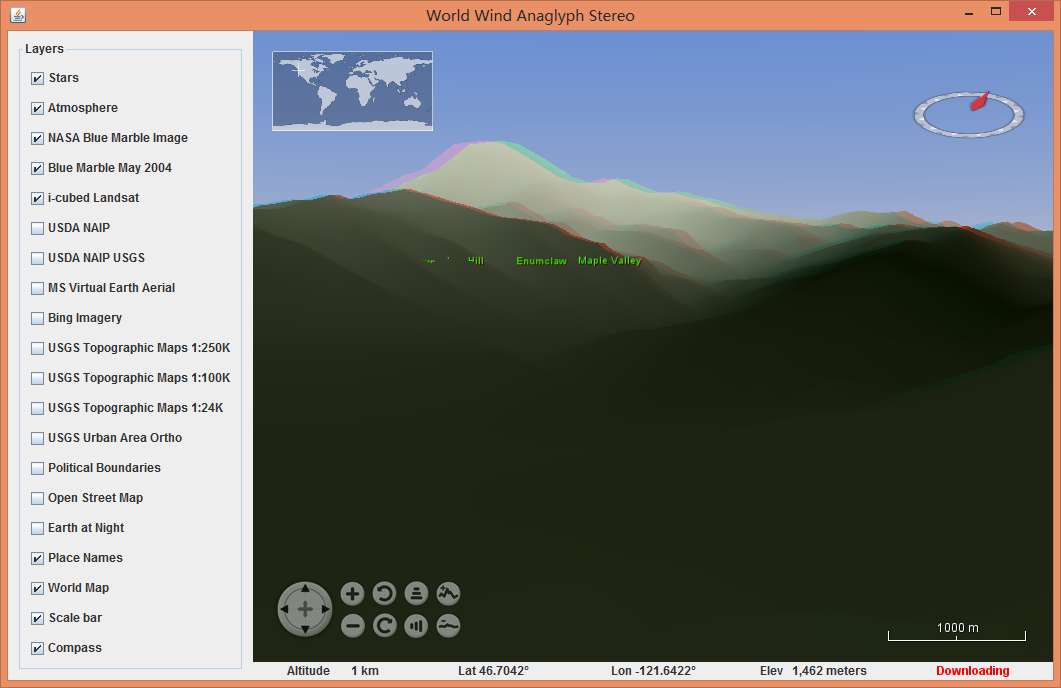 World Wind Anaglyph Stereo
Layers
Stars
Atmosphere
NASA Blue Marble Image
Blue Marble May 2004
i-cubed Landsat
USDA NAIP
USDA NAIP USGS
MS Virtual Earth Aerial
Bing Imagery
USGS Topographic Maps 1:250K
USGS Topographic Maps 1:100K
USGS Topographic Maps 1:24K
USGS Urban Area Ortho
Political Boundaries
Open Street Map
Earth at Night
Place Names
World Map
Scale bar
Compass
Hill Enumclaw Maple Valley
1000 m
Altitude 1 km Lat 46.7042° Lon -121.6422° Elev 1,462 meters Downloading